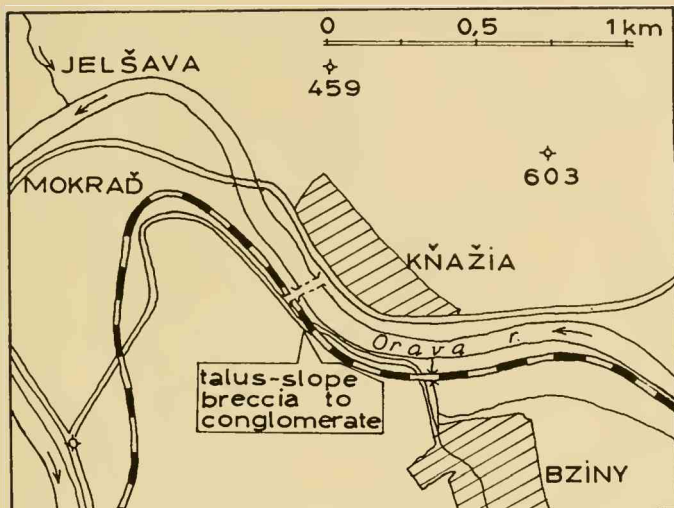 0 0,5 1 km
JELŠAVA
459
MOKRAĎ
603
KŇAŽIA
Orava r.
talus-slope
breccia to
conglomerate
BZINY